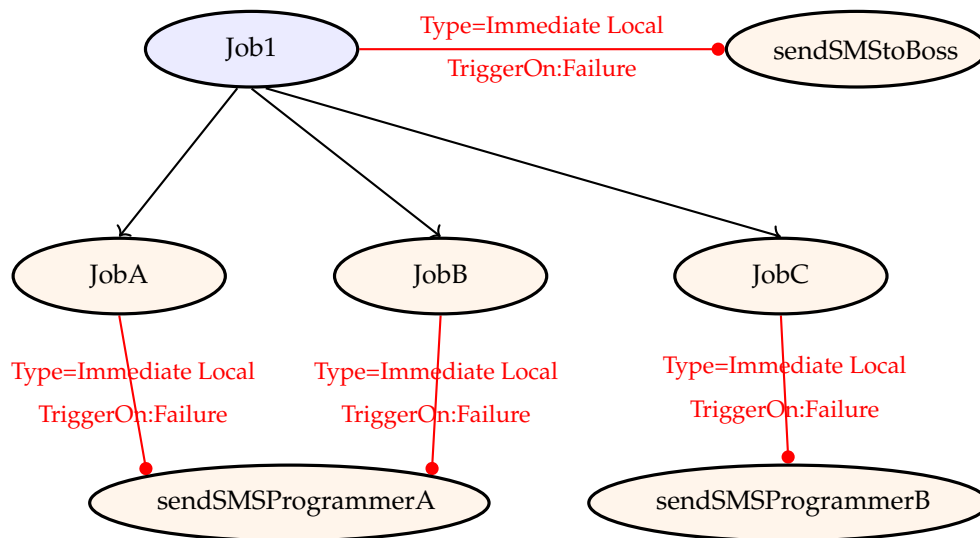 Job1
Type=Immediate Local
TriggerOn:Failure
sendSMStoBoss
JobA
JobB
JobC
Type=Immediate Local
TriggerOn:Failure
Type=Immediate Local
TriggerOn:Failure
Type=Immediate Local
TriggerOn:Failure
sendSMSProgrammerA
sendSMSProgrammerB